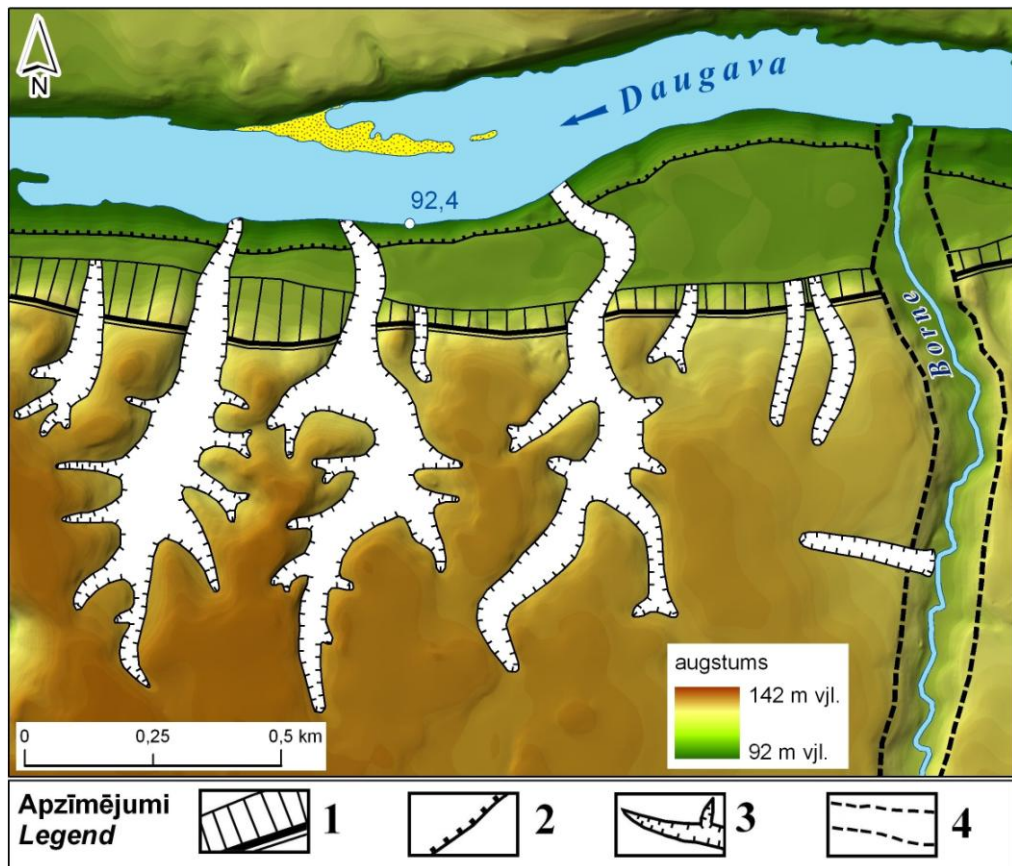 N
Daugava
92,4
Borne
augstums
142 m vjl.
92 m vjl.
0 0,25 0,5 km
Apzīmējumi
Legend
1 2 3 4